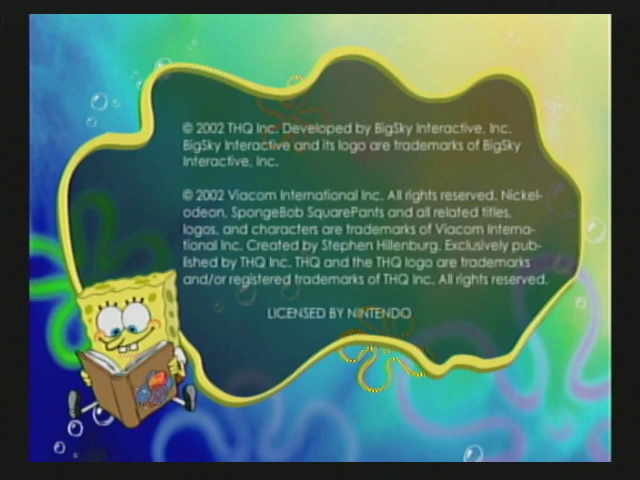 © 2002 THQ Inc. Developed by BigSky Interactive, Inc.
BigSky Interactive and its logo are trademarks of BigSky
Interactive, Inc.
© 2002 Viacom International Inc. All rights reserved. Nickel-
odeon, SpongeBob SquarePants and all related titles,
logos, and characters are trademarks of Viacom Interna-
tional Inc. Created by Stephen Hillenburg. Exclusively pub-
lished by THQ Inc. THQ and the THQ logo are trademarks
and/or registered trademarks of THQ Inc. All rights reserved.
LICENSED BY NINTENDO